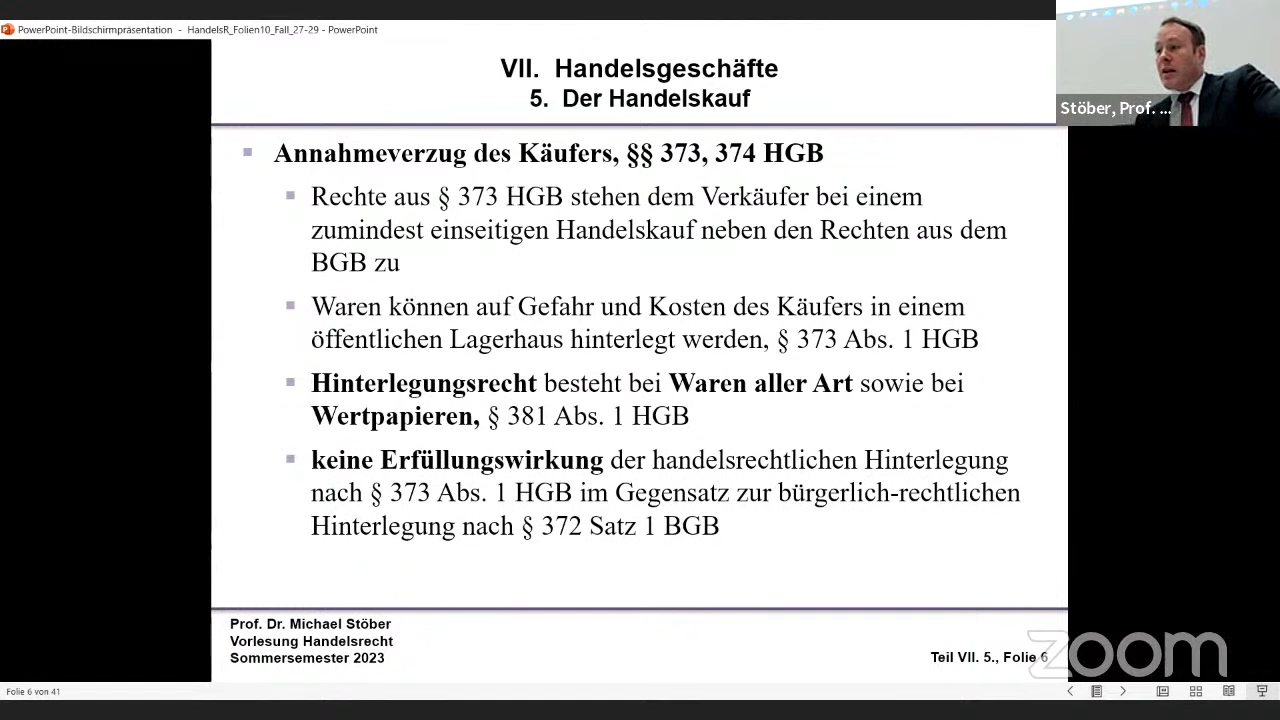 PowerPoint-Bildschirmpräsentation - HandelsR_Folien10_Fall_27-29 - PowerPoint
Stöber, Prof. ...
VII. Handelsgeschäfte
5. Der Handelskauf
Annahmeverzug des Käufers, §§ 373, 374 HGB
Rechte aus § 373 HGB stehen dem Verkäufer bei einem
zumindest einseitigen Handelskauf neben den Rechten aus dem
BGB zu
Waren können auf Gefahr und Kosten des Käufers in einem
öffentlichen Lagerhaus hinterlegt werden, § 373 Abs. 1 HGB
Hinterlegungsrecht besteht bei Waren aller Art sowie bei
Wertpapieren, § 381 Abs. 1 HGB
keine Erfüllungswirkung der handelsrechtlichen Hinterlegung
nach § 373 Abs. 1 HGB im Gegensatz zur bürgerlich-rechtlichen
Hinterlegung nach § 372 Satz 1 BGB
Prof. Dr. Michael Stöber
Vorlesung Handelsrecht
Sommersemester 2023
Teil VII. 5., Folie 6
zoom
Folie 6 von 41